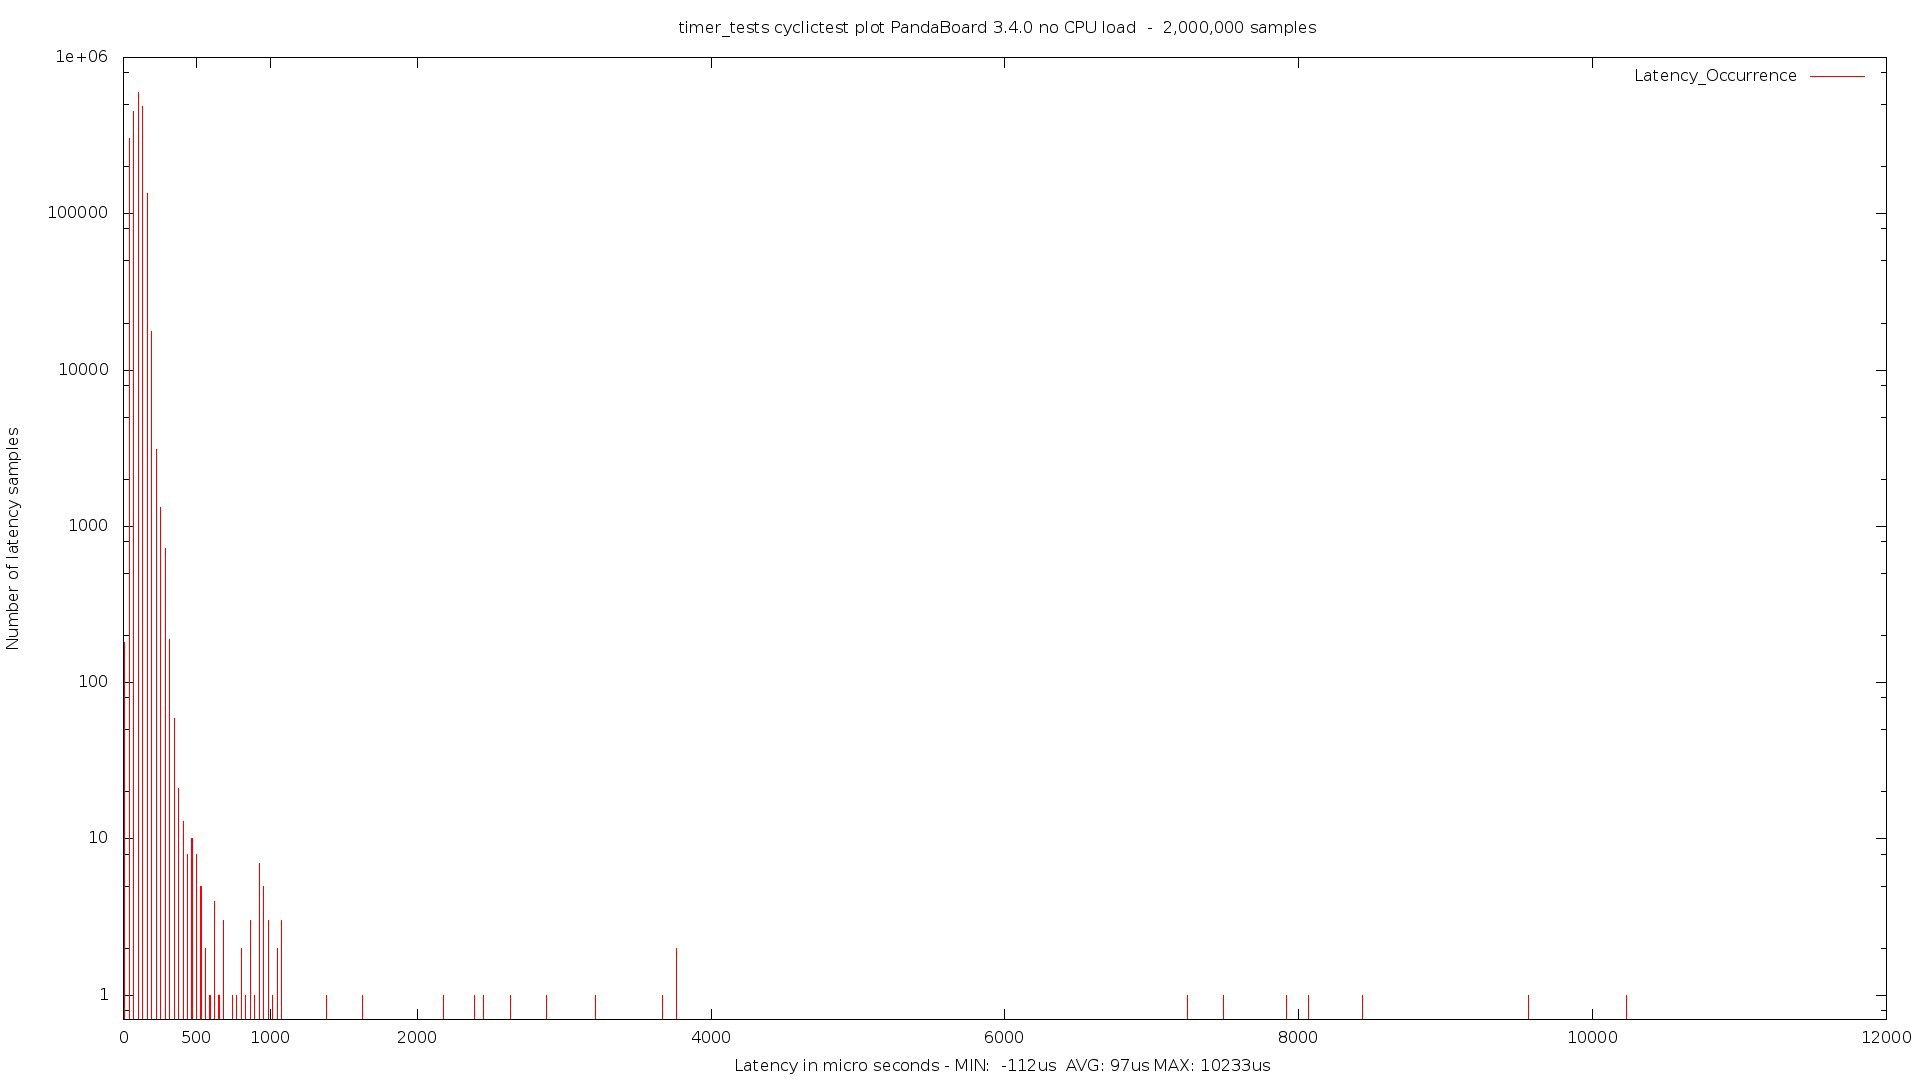 timer_tests cyclictest plot PandaBoard 3.4.0 no CPU load - 2,000,000 samples
Latency_Occurrence
Number of latency samples
1e+06
100000
10000
1000
100
10
1
0 500 1000 2000 4000 6000 8000 10000 12000
Latency in micro seconds - MIN: -112us AVG: 97us MAX: 10233us